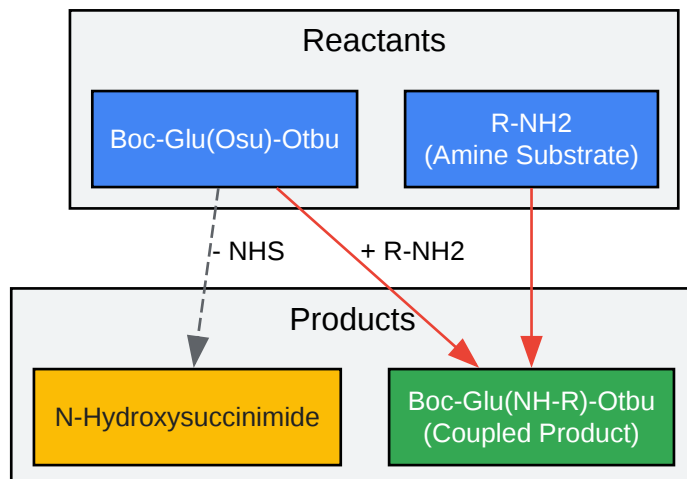 Reactants
Boc-Glu(Osu)-Otbu
R-NH2
(Amine Substrate)
- NHS
+ R-NH2
Products
N-Hydroxysuccinimide
Boc-Glu(NH-R)-Otbu
(Coupled Product)